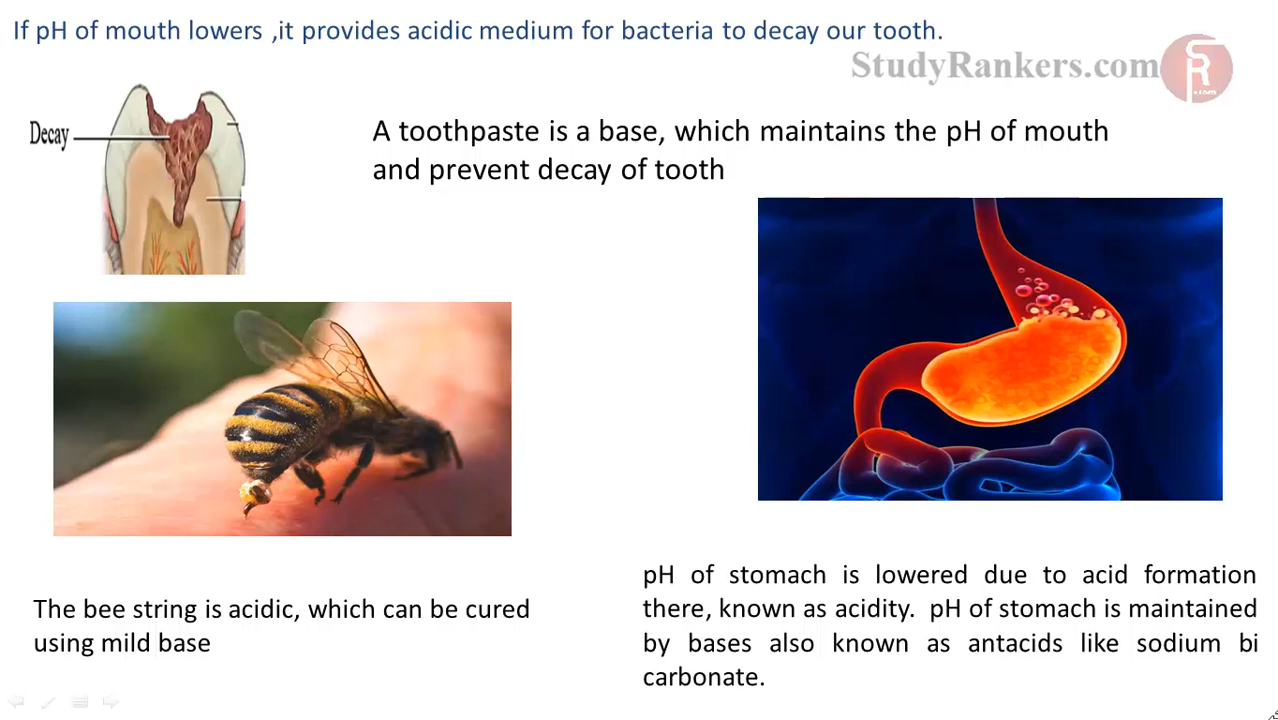 If pH of mouth lowers ,it provides acidic medium for bacteria to decay our tooth.
StudyRankers.com
SR
.com
Decay
A toothpaste is a base, which maintains the pH of mouth
and prevent decay of tooth
The bee string is acidic, which can be cured
using mild base
pH of stomach is lowered due to acid formation
there, known as acidity. pH of stomach is maintained
by bases also known as antacids like sodium bi
carbonate.